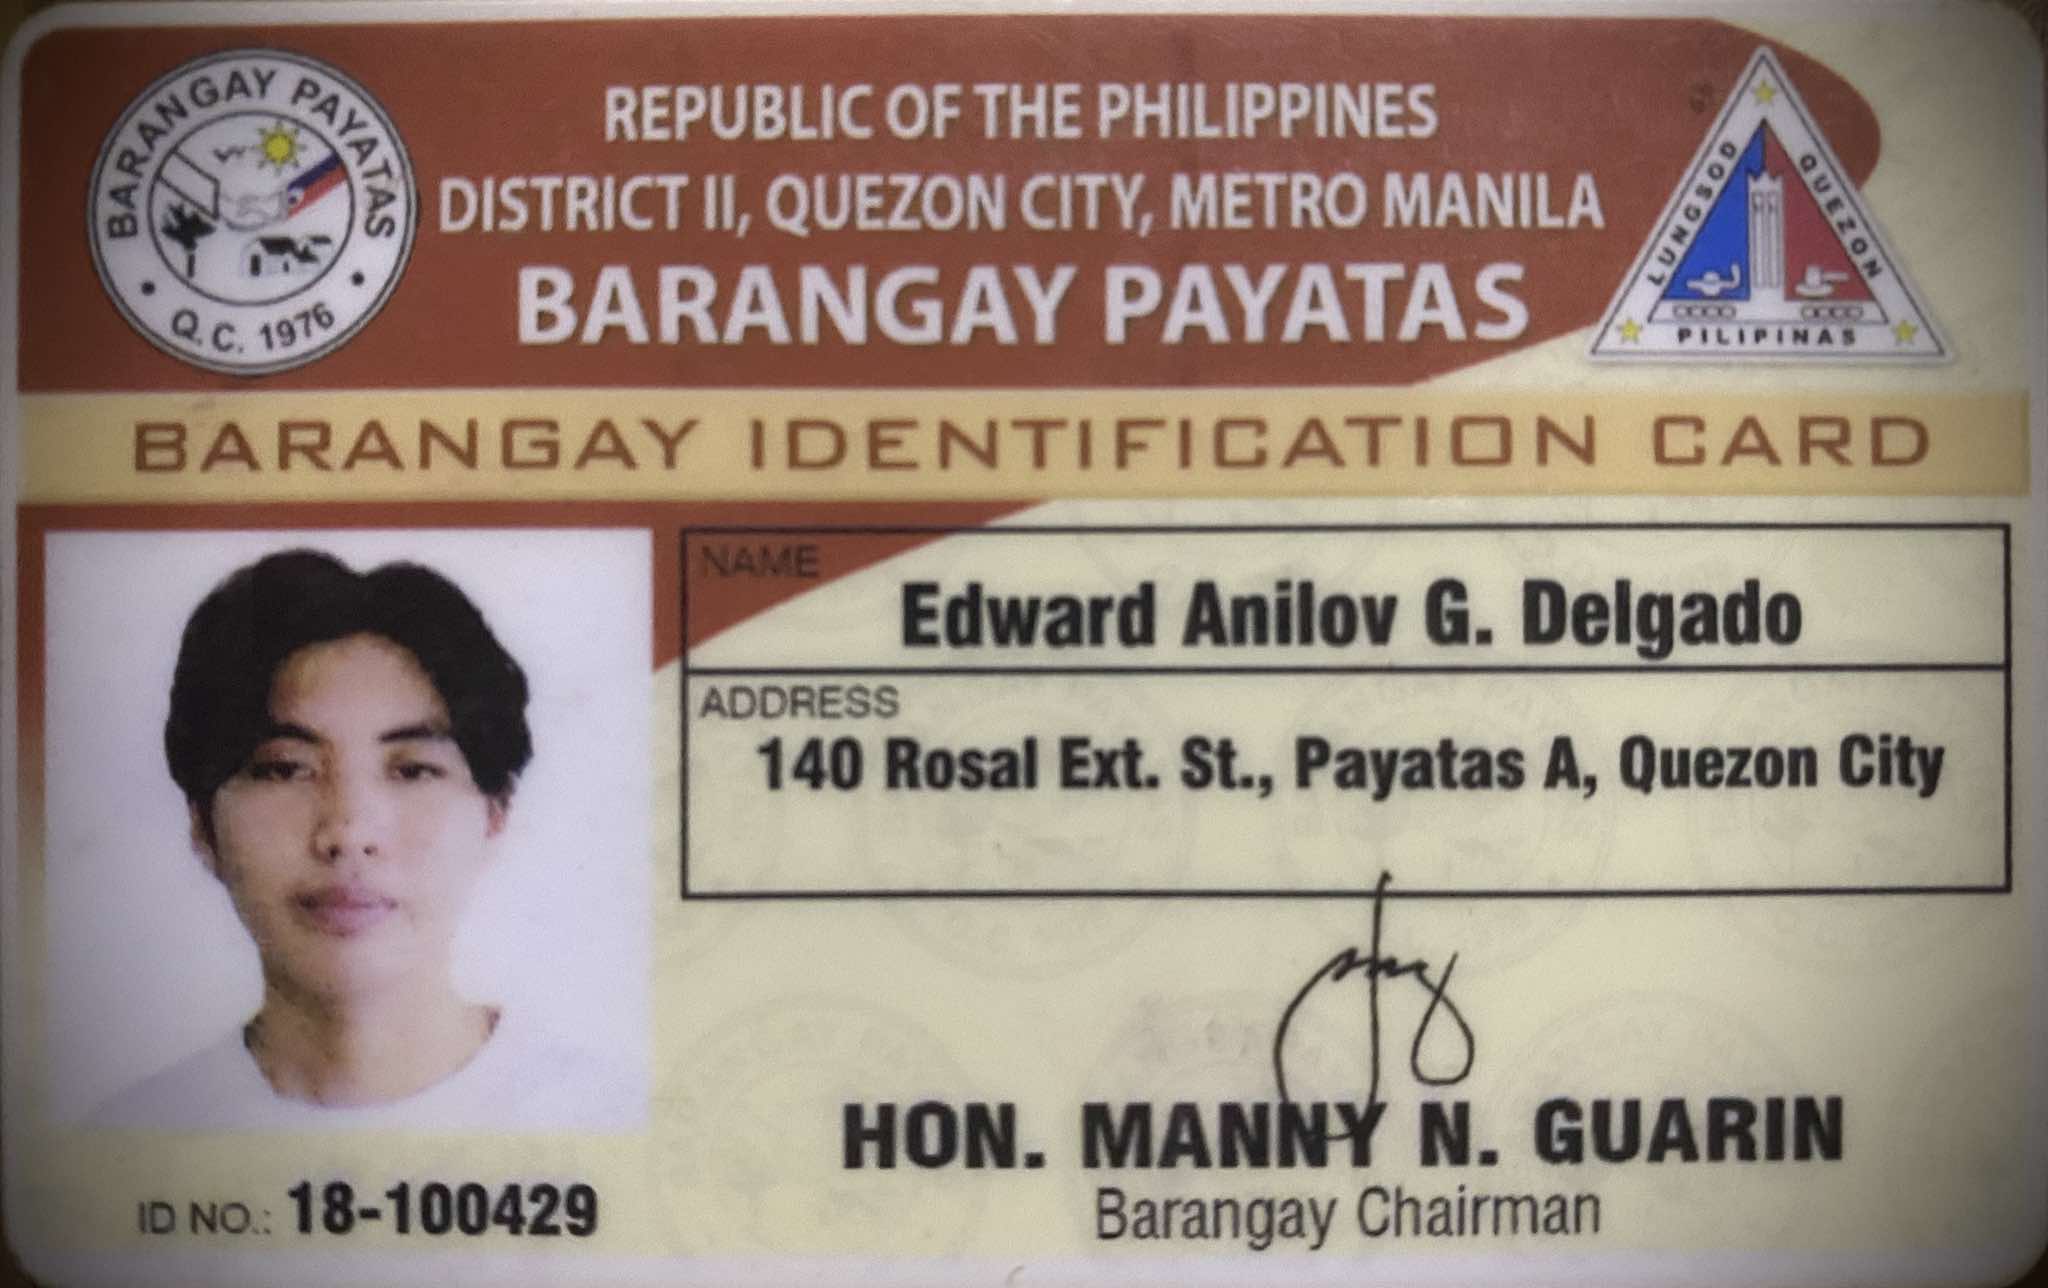 BARANGAY PAYATAS
Q.C. 1976
REPUBLIC OF THE PHILIPPINES
DISTRICT II, QUEZON CITY, METRO MANILA
BARANGAY PAYATAS
LUNGSOD QUEZON
PILIPINAS
BARANGAY IDENTIFICATION CARD
NAME
Edward Anilov G. Delgado
ADDRESS
140 Rosal Ext. St., Payatas A, Quezon City
HON. MANNY N. GUARIN
Barangay Chairman
ID NO.: 18-100429